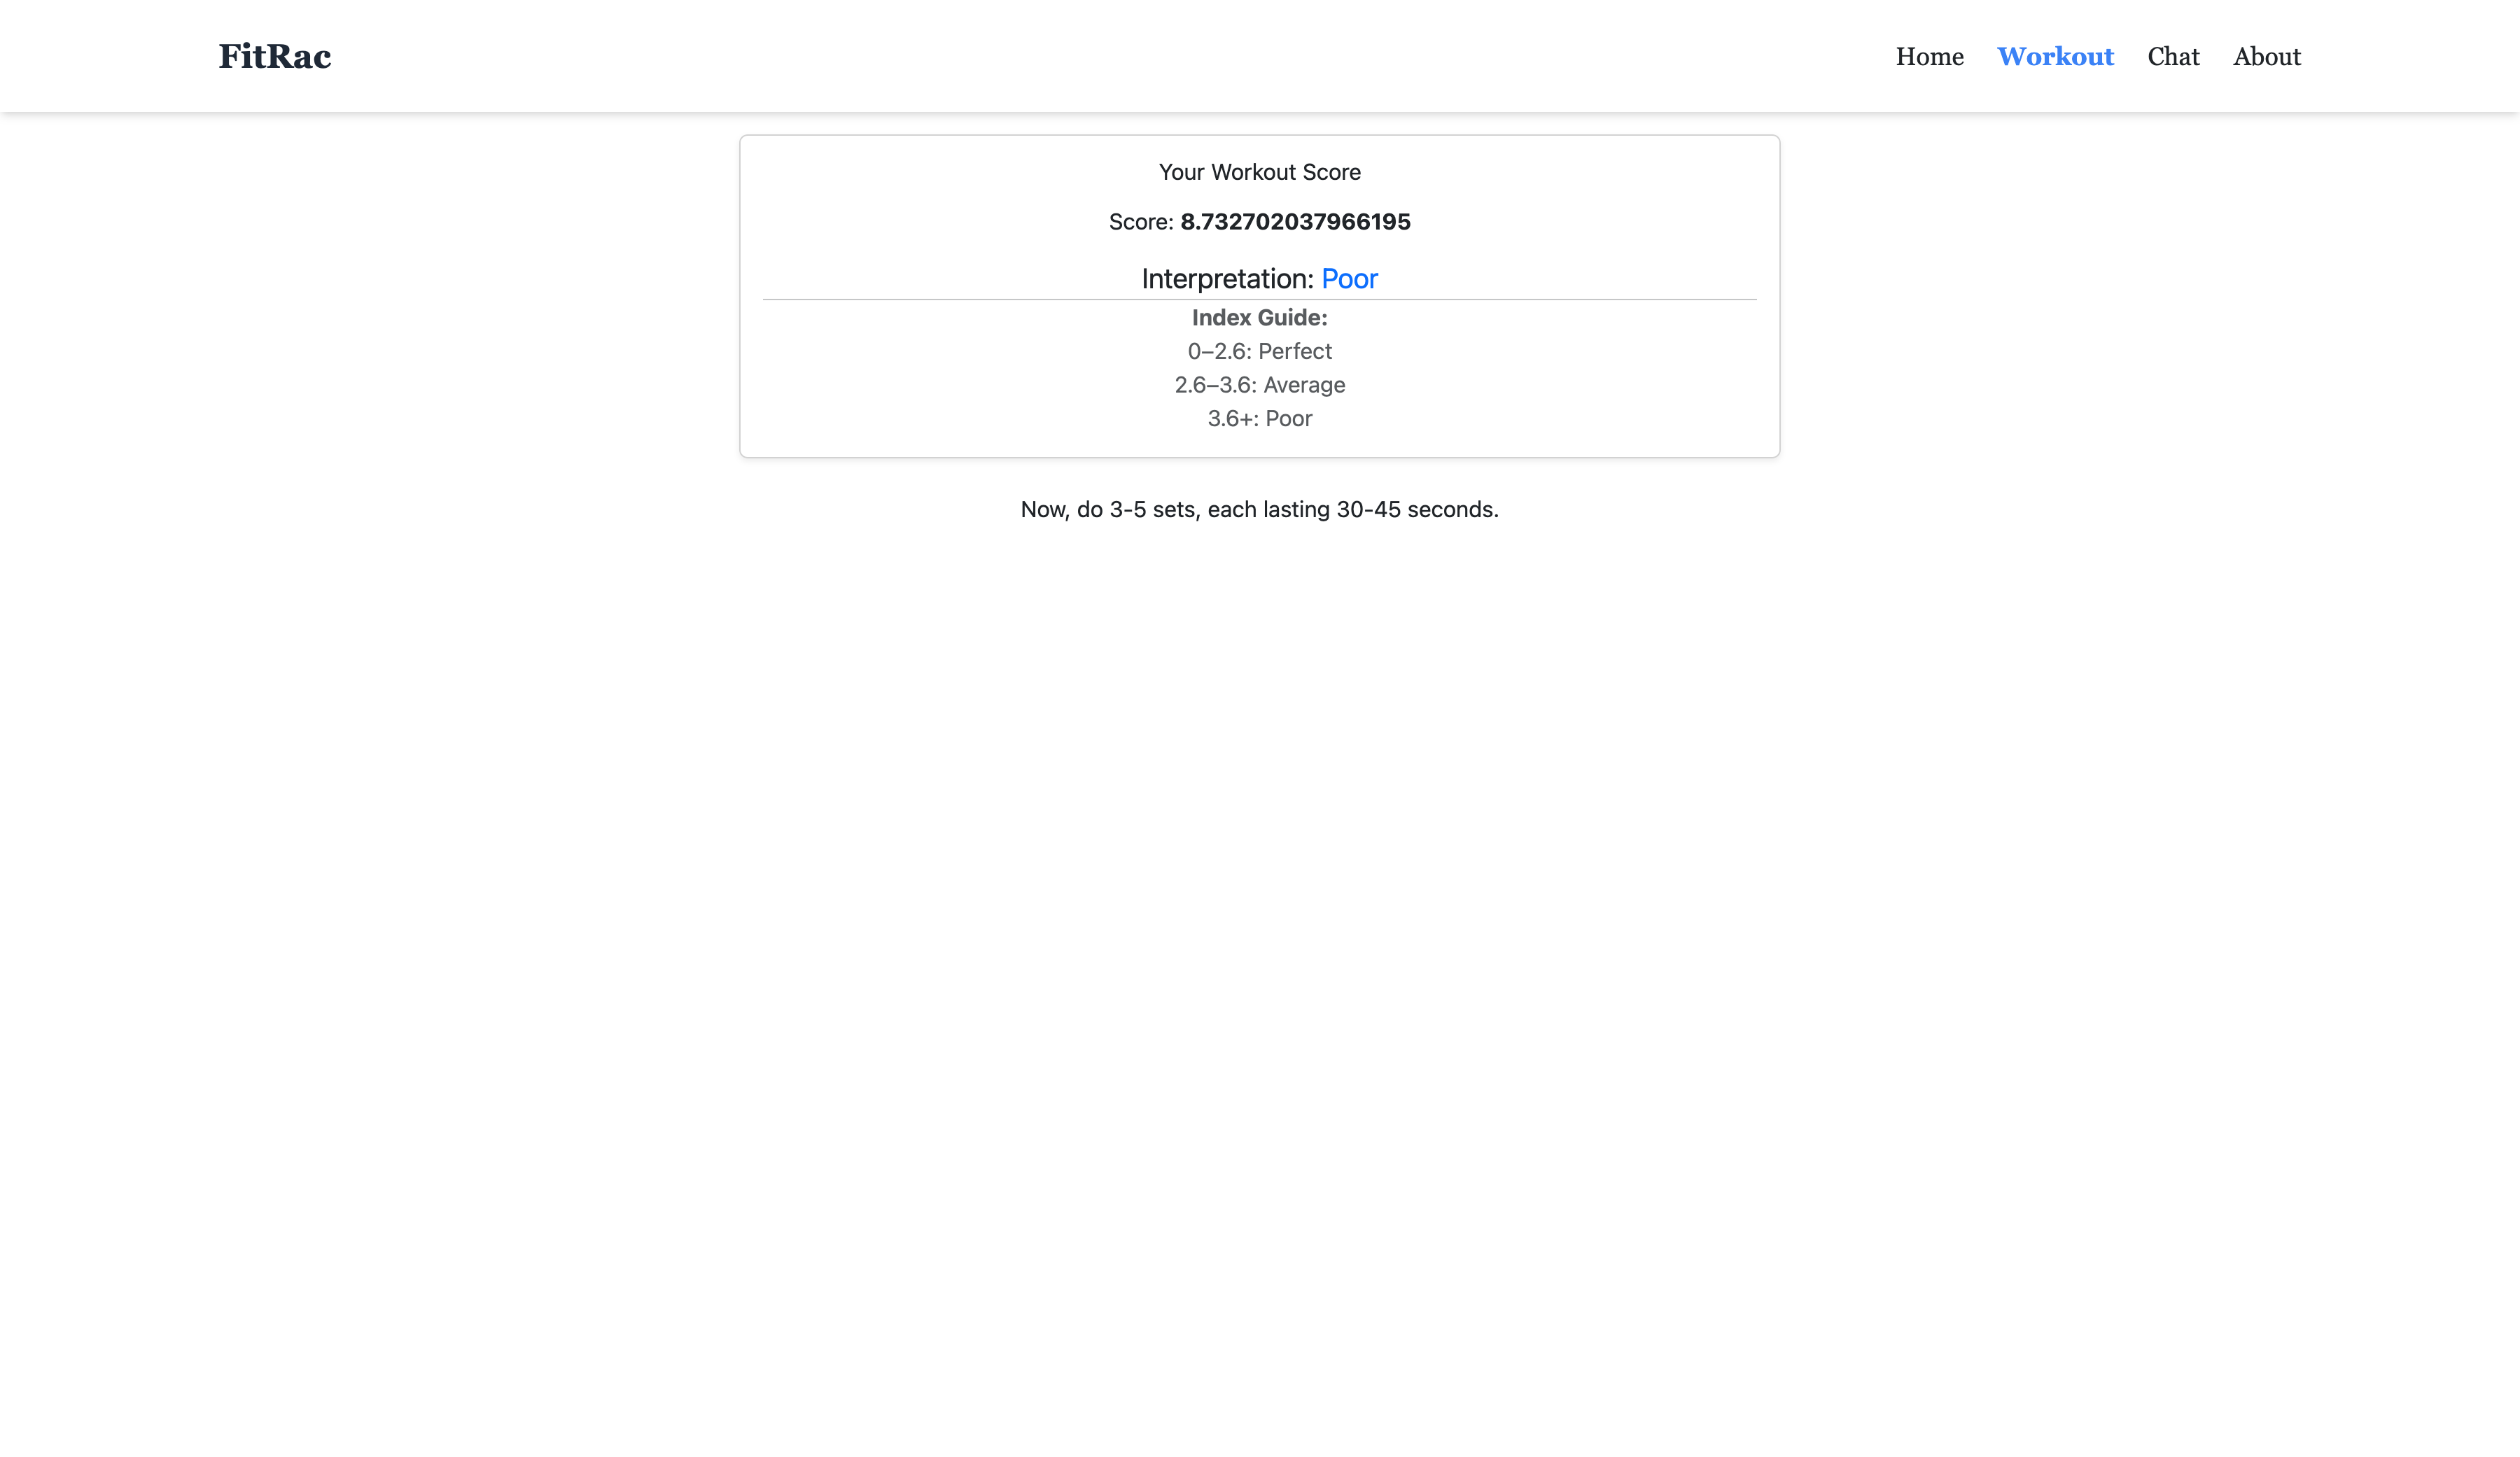 FitRac
Home Workout Chat About
Your Workout Score
Score: 8.732702037966195
Interpretation: Poor
Index Guide:
0–2.6: Perfect
2.6–3.6: Average
3.6+: Poor
Now, do 3-5 sets, each lasting 30-45 seconds.